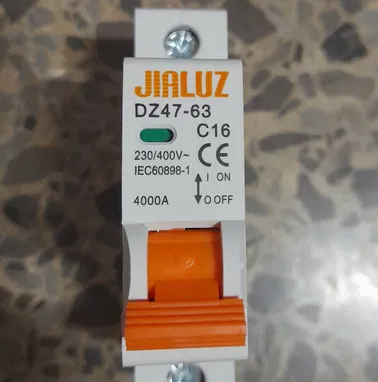 JIALUZ
DZ47-63
C16
230/400V~
IEC60898-1
CE
I ON
4000A
O OFF